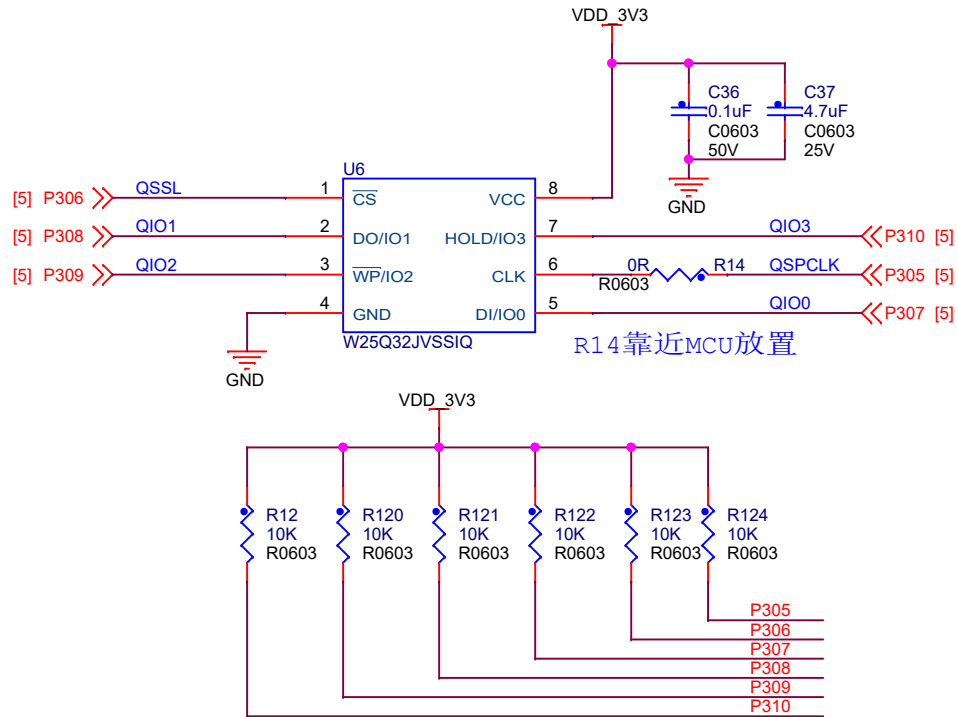 VDD_3V3
C36
0.1uF
C0603
50V
C37
4.7uF
C0603
25V
GND
U6
[5] P306 QSSL 1 CS VCC 8
[5] P308 QIO1 2 DO/IO1 HOLD/IO3 7 QIO3 P310 [5]
[5] P309 QIO2 3 WP/IO2 CLK 6 0R R14 QSPCLK P305 [5]
R0603
4 GND DI/IO0 5 QIO0 P307 [5]
W25Q32JVSSIQ
R14靠近MCU放置
GND
VDD_3V3
R12 R120 R121 R122 R123 R124
10K 10K 10K 10K 10K 10K
R0603 R0603 R0603 R0603 R0603 R0603
P305
P306
P307
P308
P309
P310